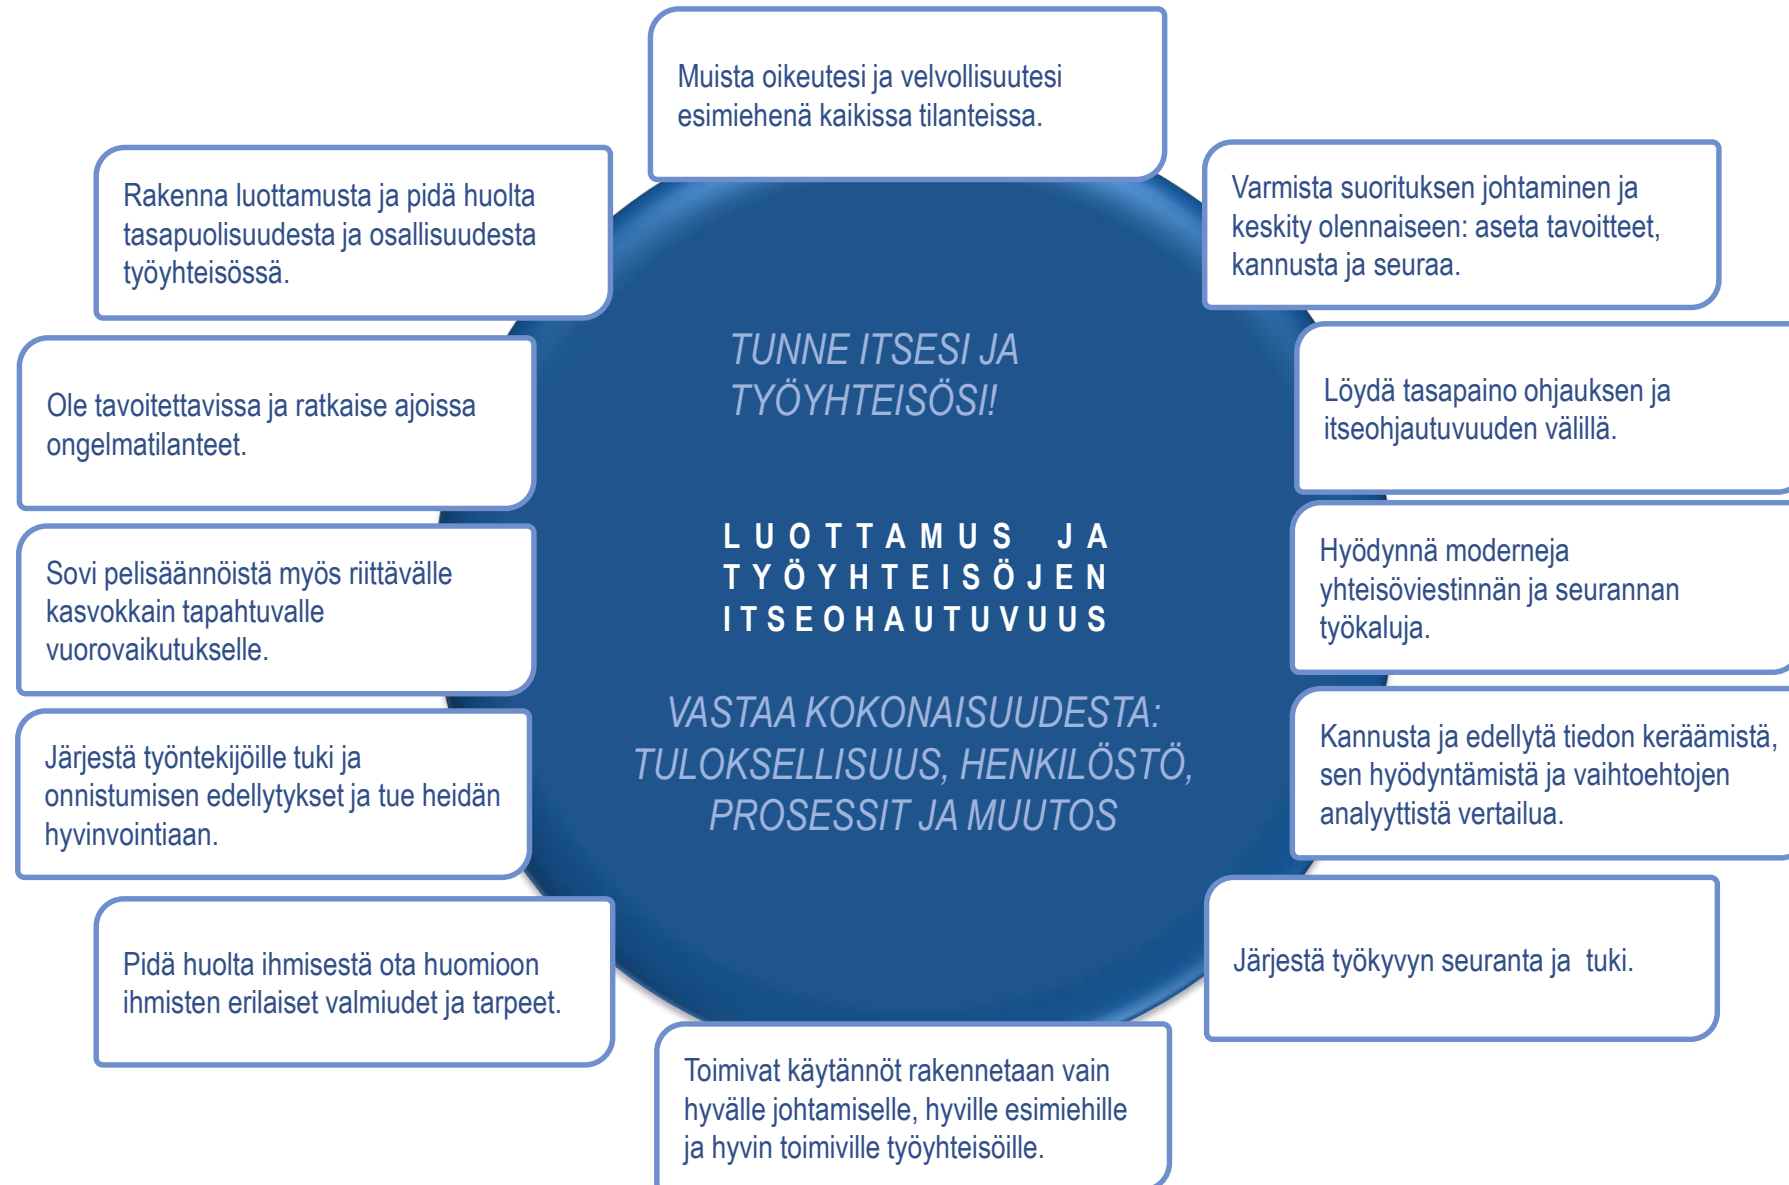 Muista oikeutesi ja velvollisuutesi
esimiehenä kaikissa tilanteissa.
Rakenna luottamusta ja pidä huolta
tasapuolisuudesta ja osallisuudesta
työyhteisössä.
Varmista suorituksen johtaminen ja
keskity olennaiseen: aseta tavoitteet,
kannusta ja seuraa.
Ole tavoitettavissa ja ratkaise ajoissa
ongelmatilanteet.
TUNNE ITSESI JA
TYÖYHTEISÖSI!
Löydä tasapaino ohjauksen ja
itseohjautuvuuden välillä.
Sovi pelisäännöistä myös riittävälle
kasvokkain tapahtuvalle
vuorovaikutukselle.
LUOTTAMUS JA
TYÖYHTEISÖJEN
ITSEOHAUTUVUUS
Hyödynnä moderneja
yhteisöviestinnän ja seurannan
työkaluja.
Järjestä työntekijöille tuki ja
onnistumisen edellytykset ja tue heidän
hyvinvointiaan.
VASTAA KOKONAISUUDESTA:
TULOKSELLISUUS, HENKILÖSTÖ,
PROSESSIT JA MUUTOS
Kannusta ja edellytä tiedon keräämistä,
sen hyödyntämistä ja vaihtoehtojen
analyyttistä vertailua.
Pidä huolta ihmisestä ota huomioon
ihmisten erilaiset valmiudet ja tarpeet.
Järjestä työkyvyn seuranta ja  tuki.
Toimivat käytännöt rakennetaan vain
hyvälle johtamiselle, hyville esimiehille
ja hyvin toimiville työyhteisöille.